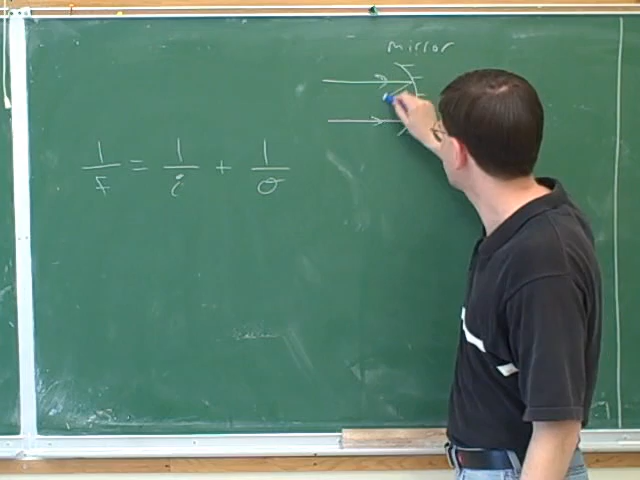 mirror
1/f = 1/i + 1/o